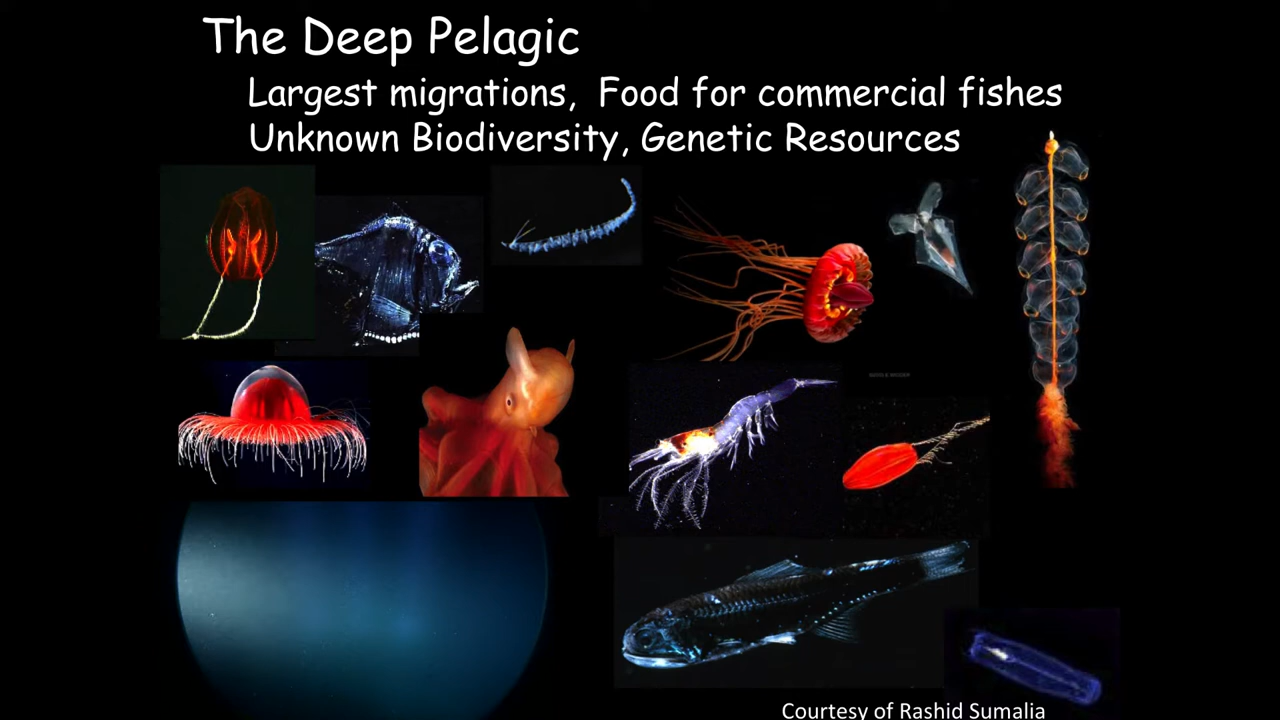 The Deep Pelagic
Largest migrations, Food for commercial fishes
Unknown Biodiversity, Genetic Resources
Courtesy of Rashid Sumalia